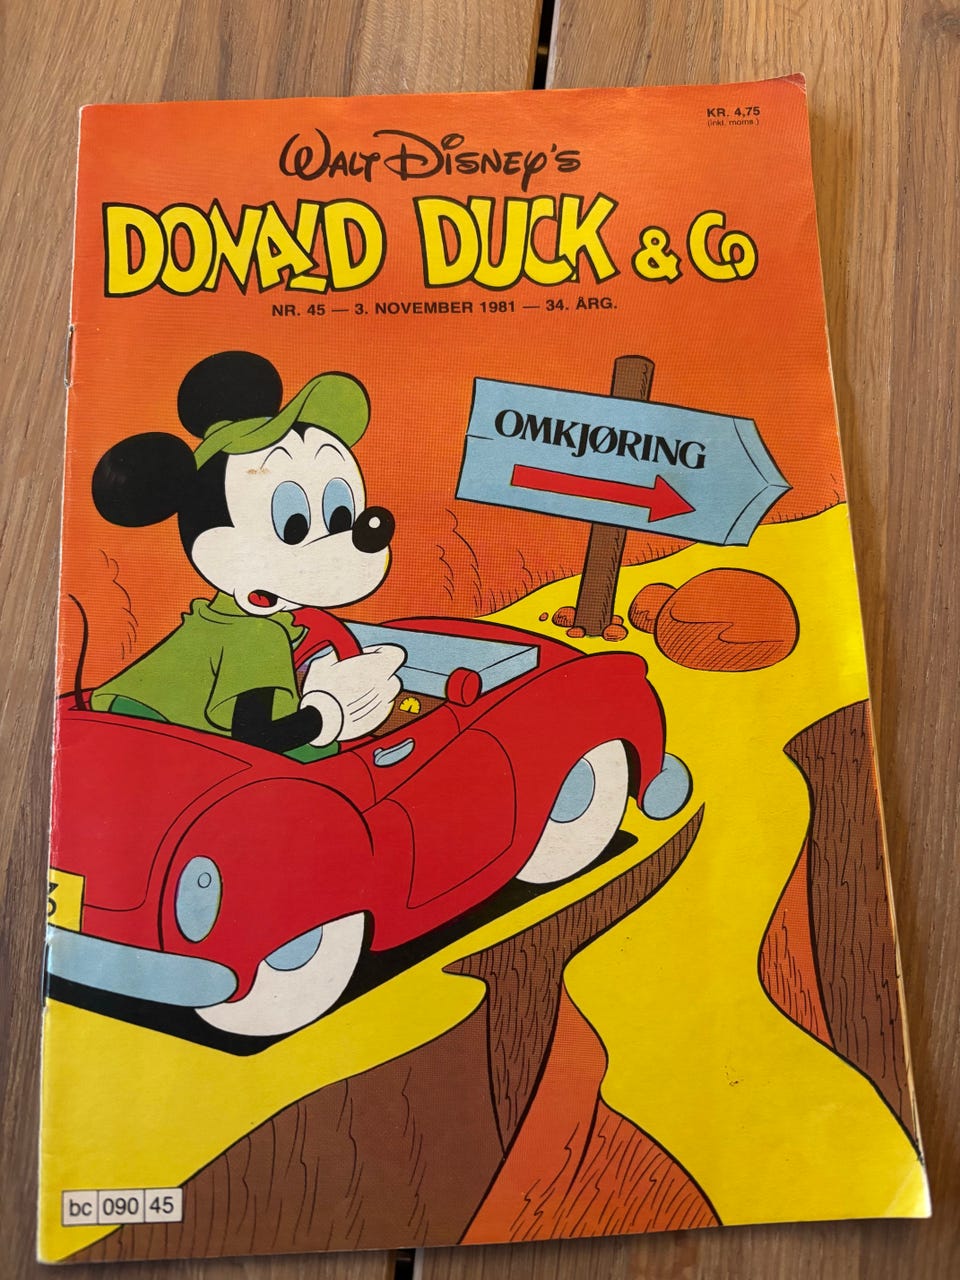 KR. 4,75
(inkl. moms.)
WALT DISNEY'S
DONALD DUCK & CO
NR. 45 — 3. NOVEMBER 1981 — 34. ÅRG.
OMKJØRING
bc 090 45